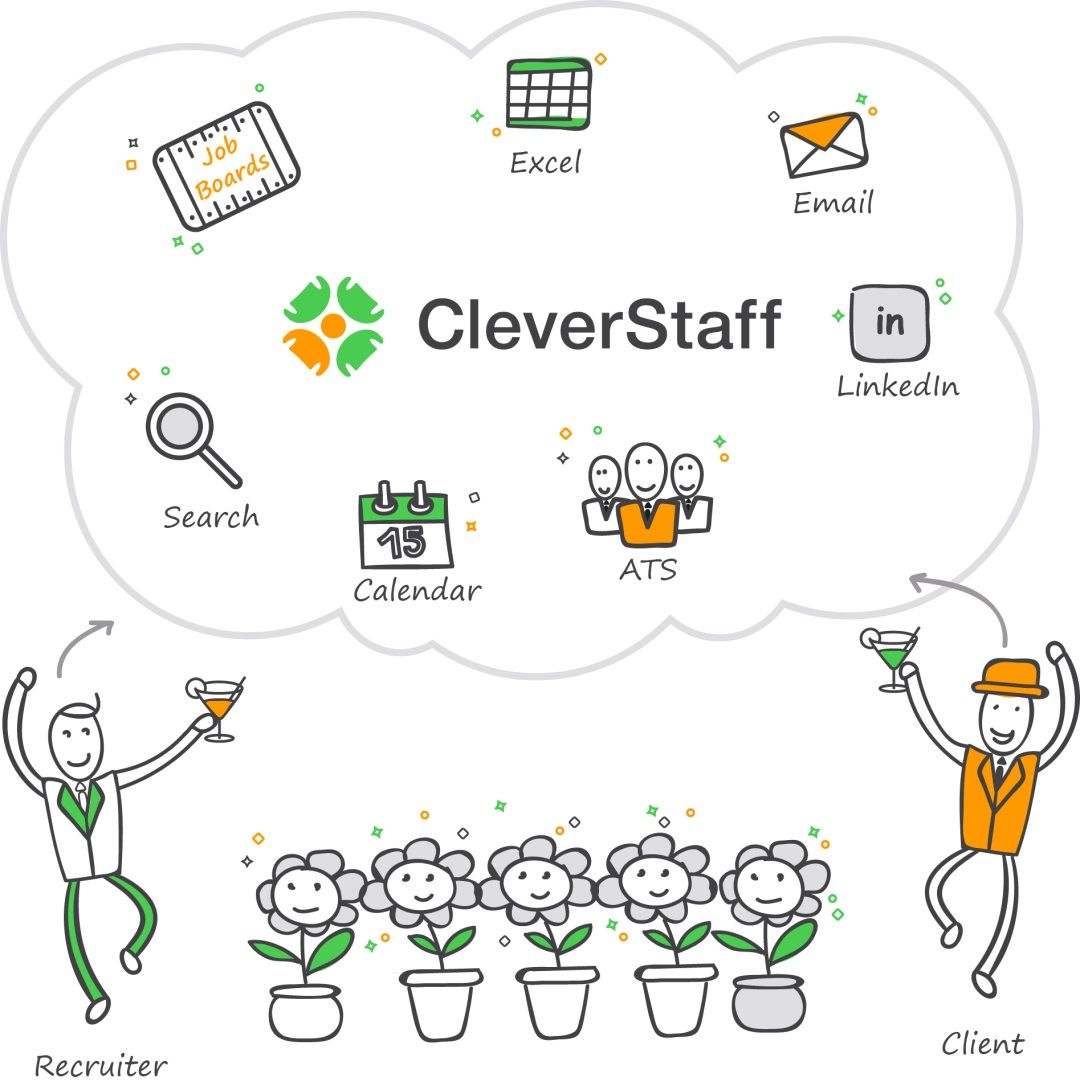 Excel
Job
Boards
Email
CleverStaff
in
LinkedIn
Search
15
Calendar
ATS
Recruiter
Client